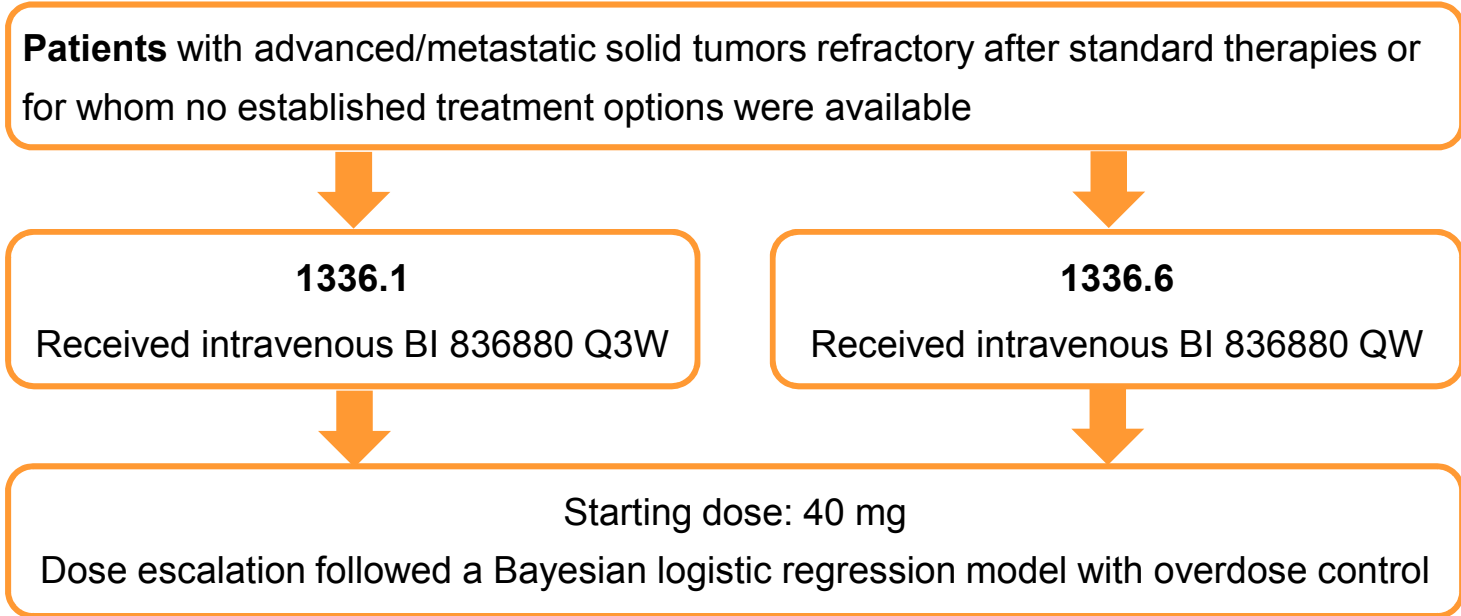 Patients with advanced/metastatic solid tumors refractory after standard therapies or
for whom no established treatment options were available
1336.1
Received intravenous BI 836880 Q3W
1336.6
Received intravenous BI 836880 QW
Starting dose: 40 mg
Dose escalation followed a Bayesian logistic regression model with overdose control